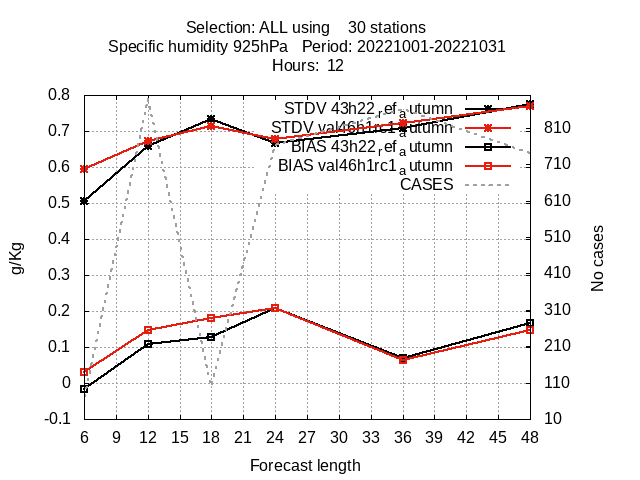 Selection: ALL using    30 stations
Specific humidity 925hPa   Period: 20221001-20221031
Hours:  12
STDV 43h22_ref_autumn
STDV val46h1rc1_autumn
BIAS 43h22_ref_autumn
BIAS val46h1rc1_autumn
CASES
0.8
0.7
0.6
0.5
0.4
0.3
0.2
0.1
0
-0.1
g/Kg
810
710
610
510
410
310
210
110
10
No cases
6 9 12 15 18 21 24 27 30 33 36 39 42 45 48
Forecast length